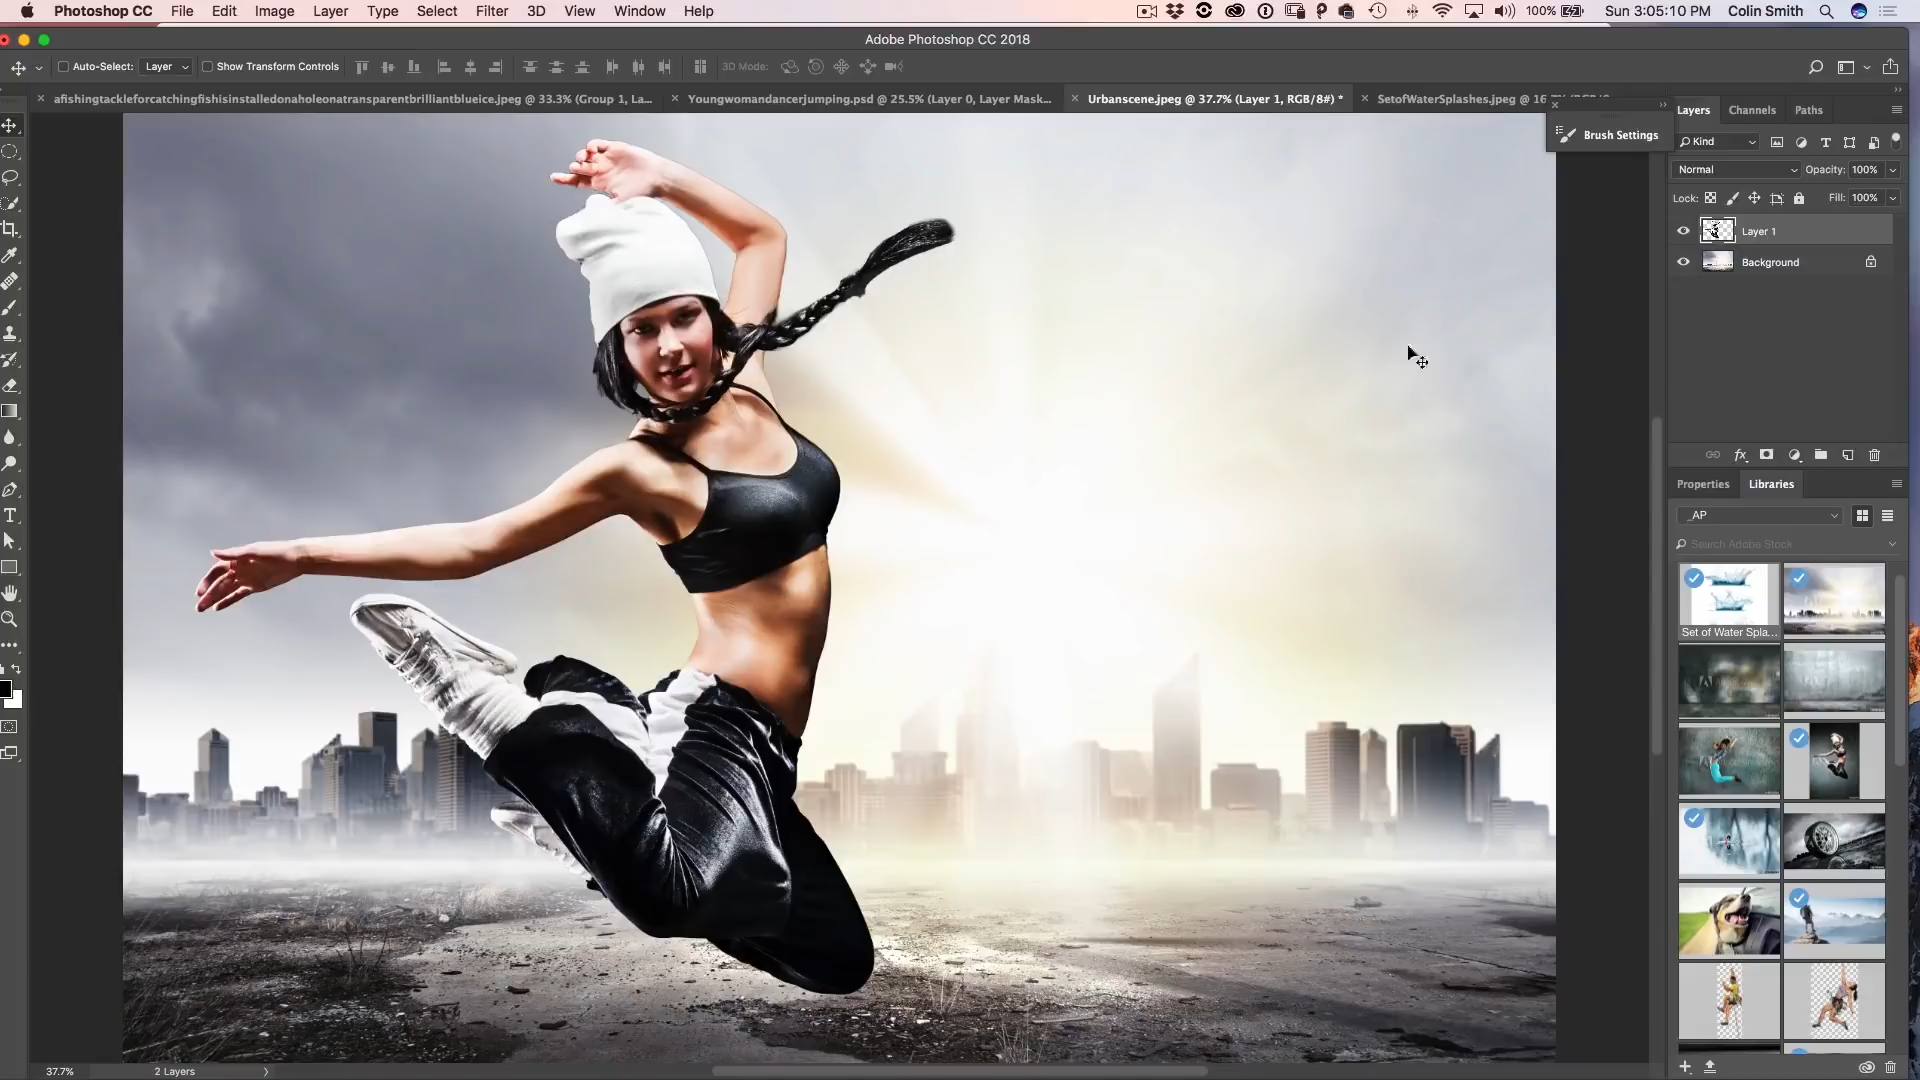 Photoshop CC File Edit Image Layer Type Select Filter 3D View Window Help 100% Sun 3:05:10 PM Colin Smith
Adobe Photoshop CC 2018
Auto-Select: Layer Show Transform Controls 3D Mode:
afishingtackleforcatchingfishisinstalledonaholeonatransparentbrilliantblueice.jpeg @ 33.3% (Group 1, La... Youngwomandancerjumping.psd @ 25.5% (Layer 0, Layer Mask... Urbanscene.jpeg @ 37.7% (Layer 1, RGB/8#) * SetofWaterSplashes.jpeg @
Layers Channels Paths
Brush Settings
Kind
Normal Opacity: 100%
Lock: Fill: 100%
Layer 1
Background
fx
Properties Libraries
_AP
Search Adobe Stock
Set of Water Spla...
37.7% 2 Layers